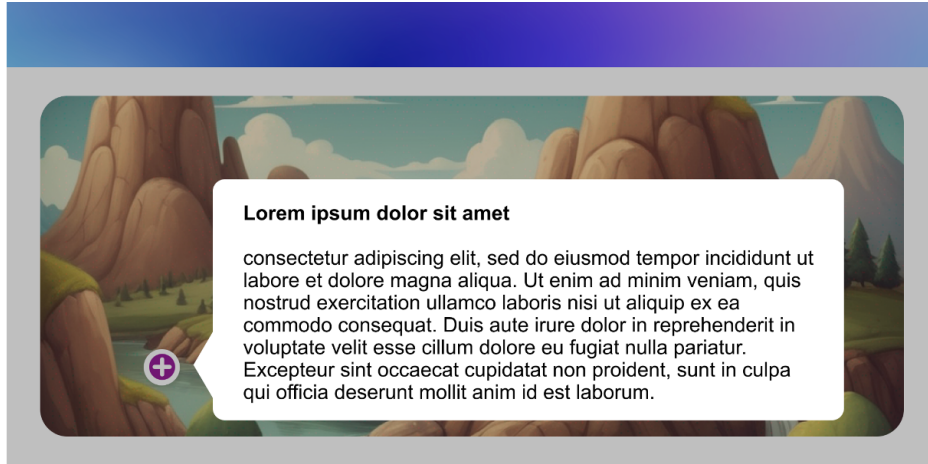 Lorem ipsum dolor sit amet
consectetur adipiscing elit, sed do eiusmod tempor incididunt ut
labore et dolore magna aliqua. Ut enim ad minim veniam, quis
nostrud exercitation ullamco laboris nisi ut aliquip ex ea
commodo consequat. Duis aute irure dolor in reprehenderit in
voluptate velit esse cillum dolore eu fugiat nulla pariatur.
Excepteur sint occaecat cupidatat non proident, sunt in culpa
qui officia deserunt mollit anim id est laborum.